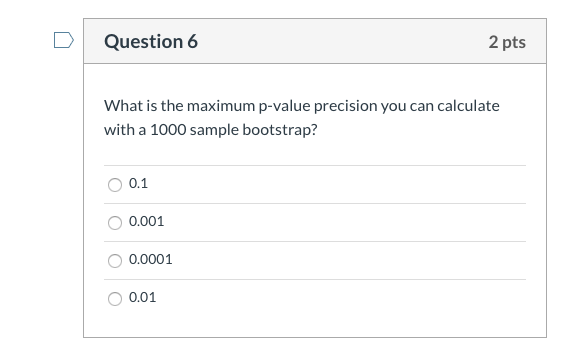 Question 6
2 pts
What is the maximum p-value precision you can calculate
with a 1000 sample bootstrap?
0.1
0.001
0.0001
0.01